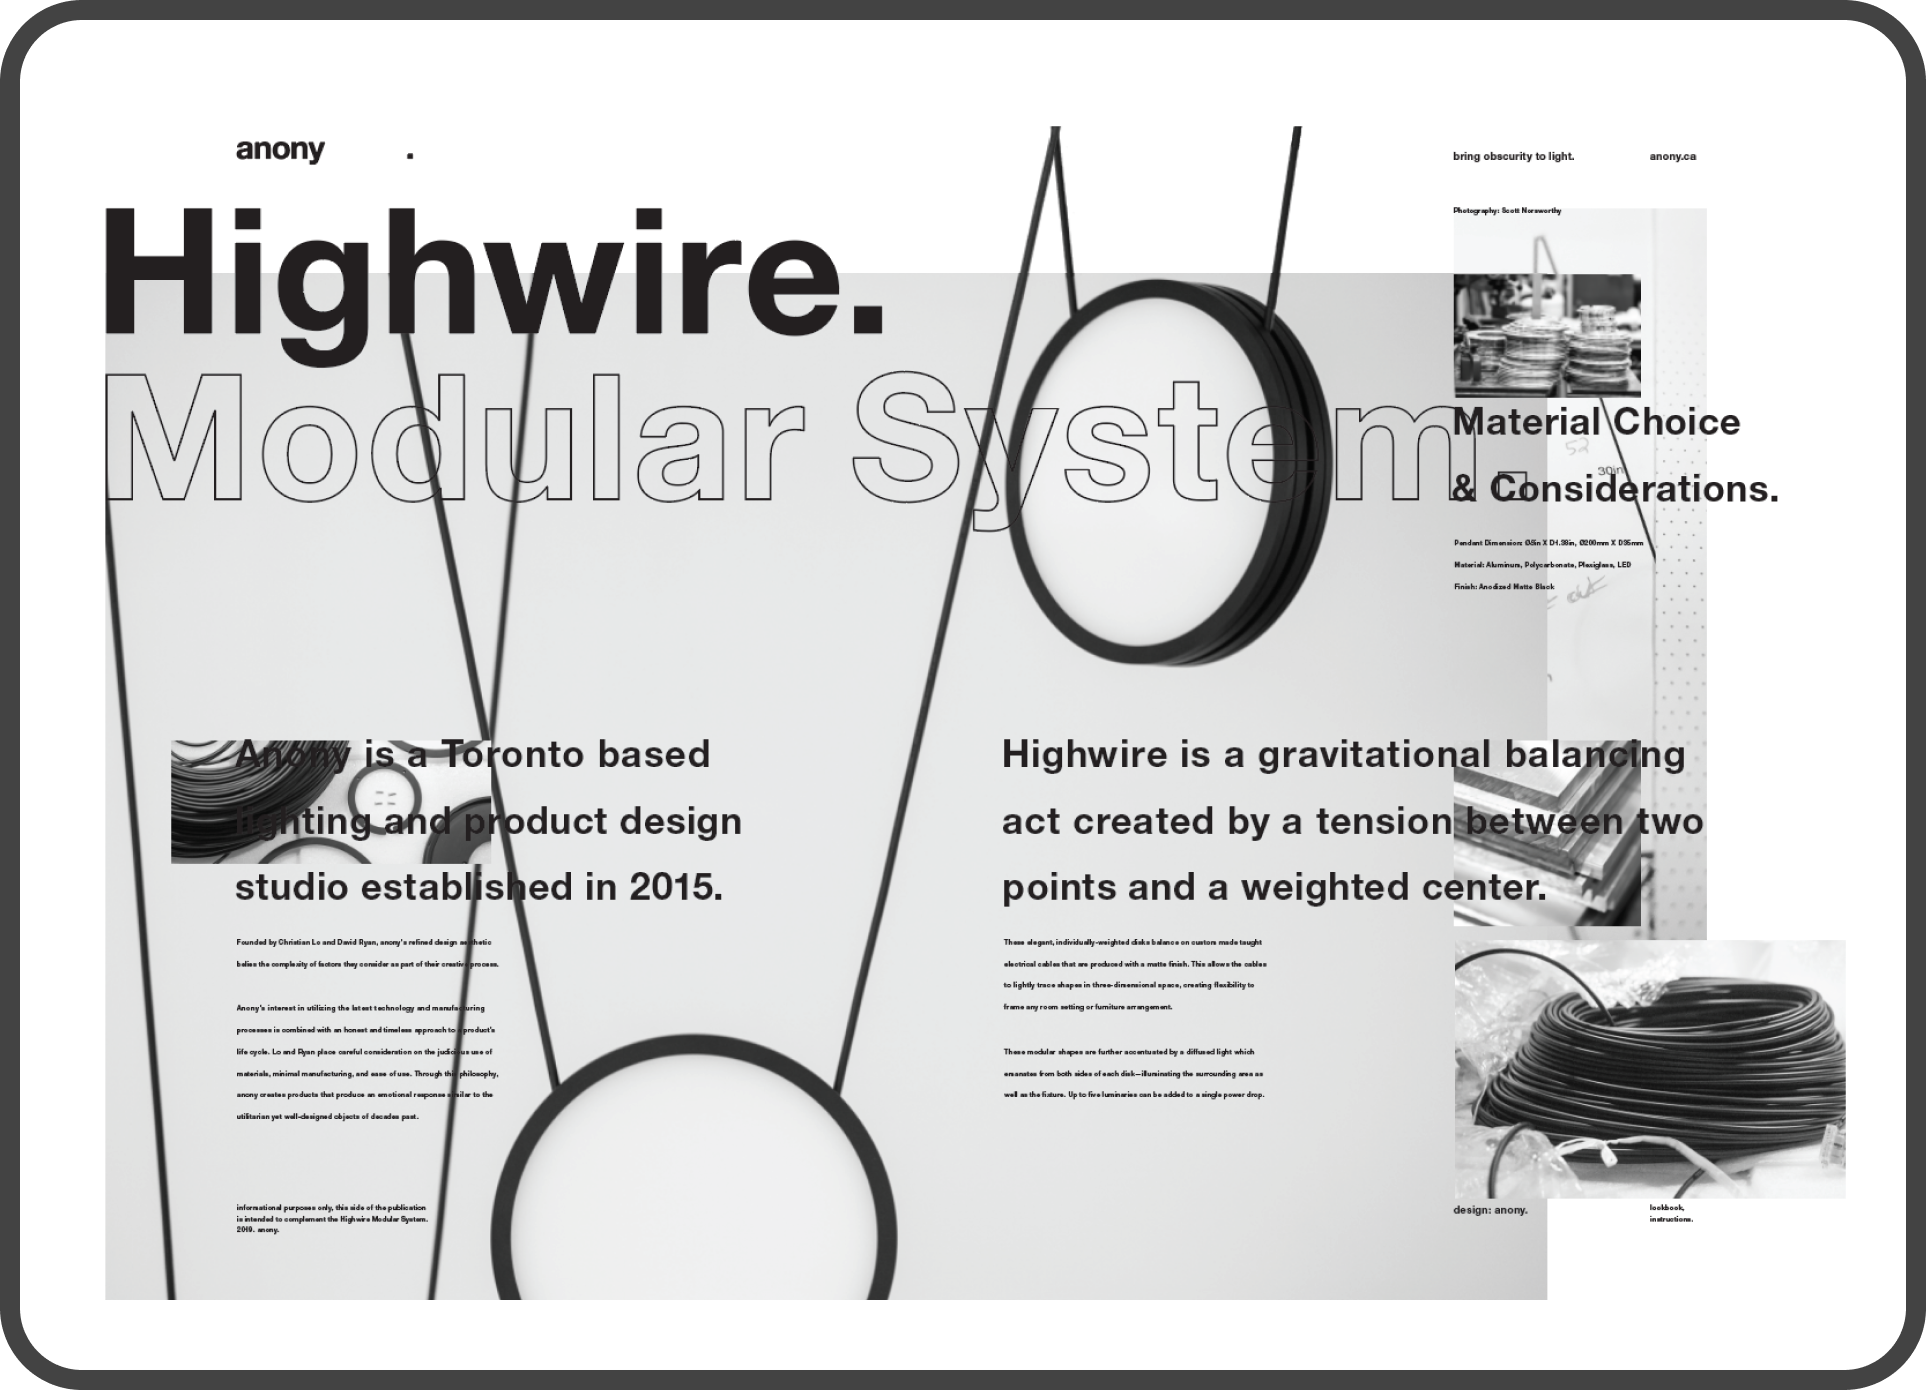 anony .
bring obscurity to light. anony.ca
Highwire.
Modular System.
Photography: Scott Norsworthy
Material Choice
& Considerations.
Pendant Dimension: Ø8in X D1.38in, Ø200mm X D35mm
Material: Aluminum, Polycarbonate, Plexiglass, LED
Finish: Anodized Matte Black
52
30in
Anony is a Toronto based
lighting and product design
studio established in 2015.
Founded by Christian Lo and David Ryan, anony's refined design aesthetic
belies the complexity of factors they consider as part of their creative process.
Anony's interest in utilizing the latest technology and manufacturing
processes is combined with an honest and timeless approach to a product's
life cycle. Lo and Ryan place careful consideration on the judicious use of
materials, minimal manufacturing, and ease of use. Through this philosophy,
anony creates products that produce an emotional response similar to the
utilitarian yet well-designed objects of decades past.
informational purposes only, this side of the publication
is intended to complement the Highwire Modular System.
2019. anony.
Highwire is a gravitational balancing
act created by a tension between two
points and a weighted center.
These elegant, individually-weighted disks balance on custom made taught
electrical cables that are produced with a matte finish. This allows the cables
to lightly trace shapes in three-dimensional space, creating flexibility to
frame any room setting or furniture arrangement.
These modular shapes are further accentuated by a diffused light which
emanates from both sides of each disk—illuminating the surrounding area as
well as the fixture. Up to five luminaries can be added to a single power drop.
design: anony.
lookbook,
instructions.